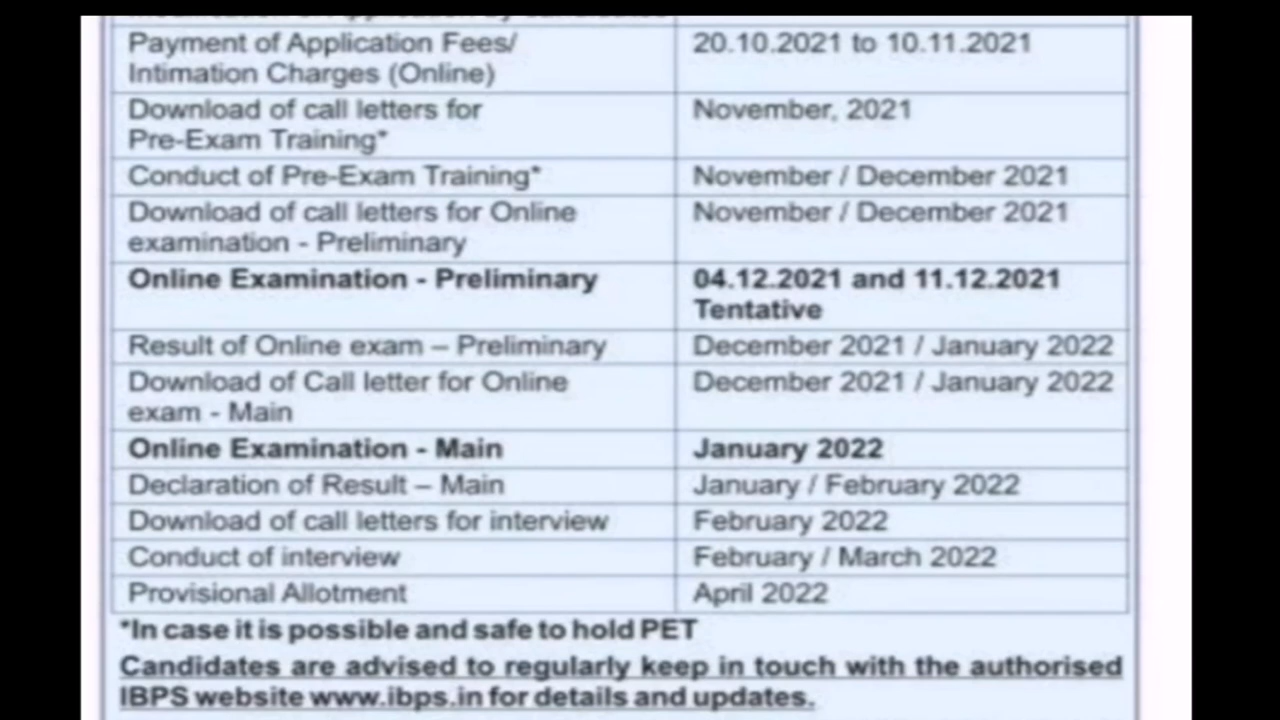 Payment of Application Fees/
Intimation Charges (Online)
20.10.2021 to 10.11.2021
Download of call letters for
Pre-Exam Training*
November, 2021
Conduct of Pre-Exam Training*
November / December 2021
Download of call letters for Online
examination - Preliminary
November / December 2021
Online Examination - Preliminary
04.12.2021 and 11.12.2021
Tentative
Result of Online exam – Preliminary
December 2021 / January 2022
Download of Call letter for Online
exam - Main
December 2021 / January 2022
Online Examination - Main
January 2022
Declaration of Result – Main
January / February 2022
Download of call letters for interview
February 2022
Conduct of interview
February / March 2022
Provisional Allotment
April 2022
*In case it is possible and safe to hold PET
Candidates are advised to regularly keep in touch with the authorised
IBPS website www.ibps.in for details and updates.